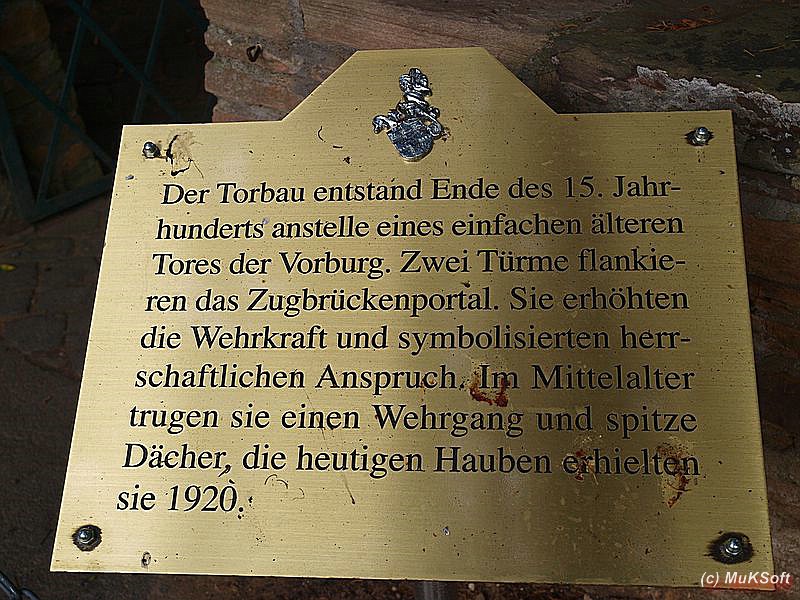 Der Torbau entstand Ende des 15. Jahr-
hunderts anstelle eines einfachen älteren
Tores der Vorburg. Zwei Türme flankie-
ren das Zugbrückenportal. Sie erhöhten
die Wehrkraft und symbolisierten herr-
schaftlichen Anspruch. Im Mittelalter
trugen sie einen Wehrgang und spitze
Dächer, die heutigen Hauben erhielten
sie 1920.
(c) MuKSoft